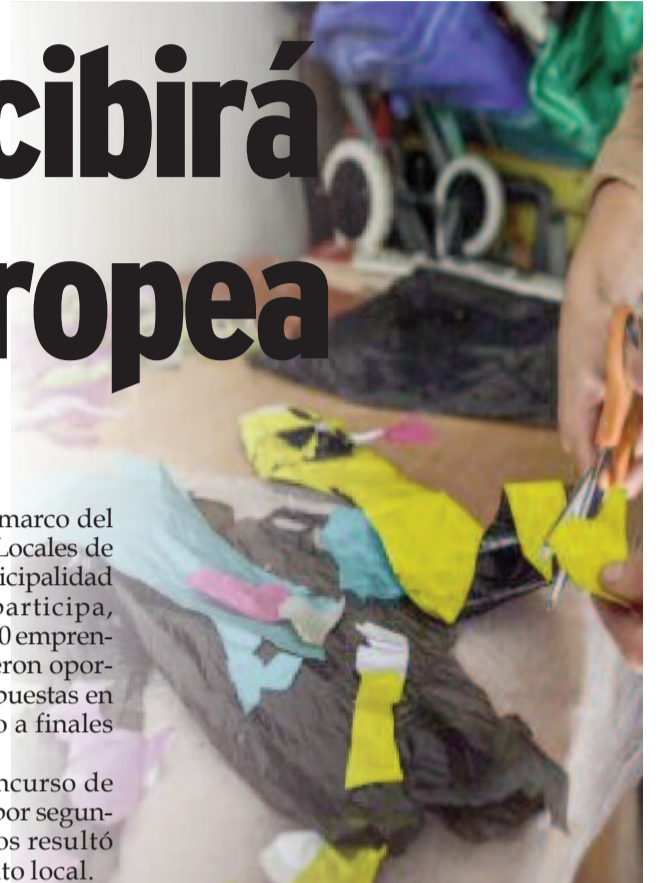 cibirá
ropea
marco del
Locales de
icipalidad
participa,
0 empren-
eron opor-
puestas en
o a finales
ncurso de
por segun-
os resultó
to local.